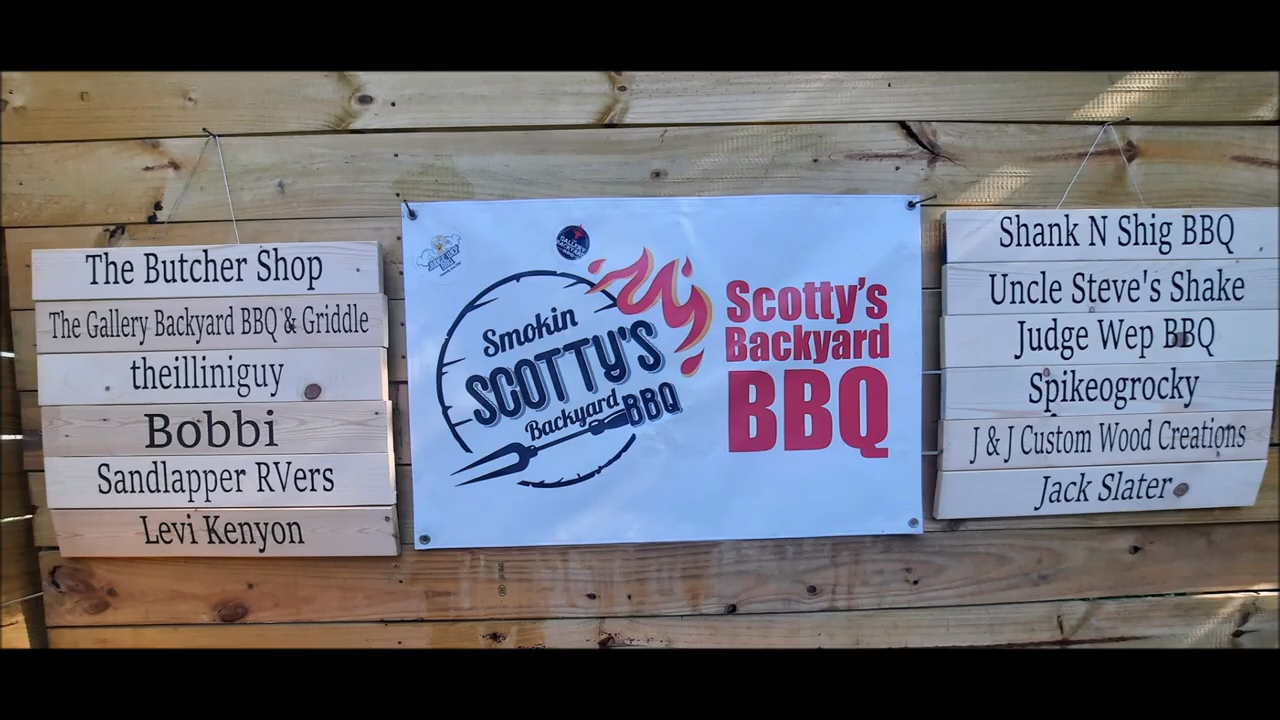 The Butcher Shop
The Gallery Backyard BBQ & Griddle
theilliniguy
Bobbi
Sandlapper RVers
Levi Kenyon
Smokin
SCOTTY'S
Backyard
BBQ
Scotty's
Backyard
BBQ
Shank N Shig BBQ
Uncle Steve's Shake
Judge Wep BBQ
Spikeogrocky
J & J Custom Wood Creations
Jack Slater